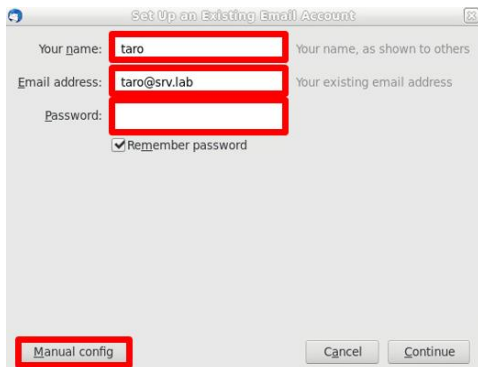 Set Up an Existing Email Account
Your name: taro Your name, as shown to others
Email address: taro@srv.lab Your existing email address
Password:
Remember password
Manual config Cancel Continue